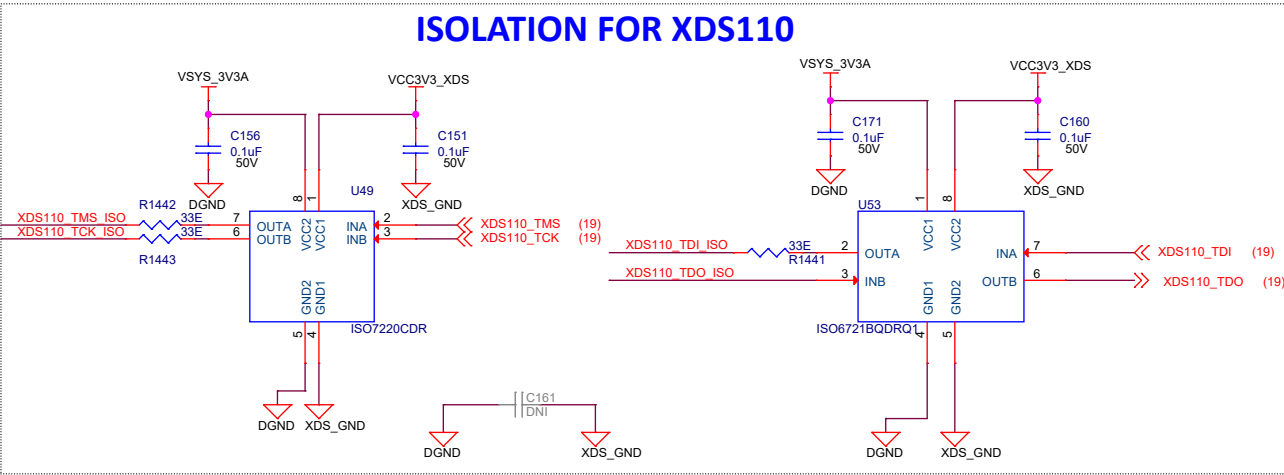 ISOLATION FOR XDS110
VSYS_3V3A
VCC3V3_XDS
C156
0.1uF
50V
C151
0.1uF
50V
DGND
XDS_GND
U49
8
1
R1442
XDS110_TMS_ISO
33E
7
OUTA
VCC2
VCC1
INA
2
XDS110_TMS
(19)
XDS110_TCK_ISO
33E
6
OUTB
INB
3
XDS110_TCK
(19)
R1443
GND2
GND1
ISO7220CDR
5
4
DGND
XDS_GND
C161
DNI
DGND
XDS_GND
VSYS_3V3A
VCC3V3_XDS
C171
0.1uF
50V
C160
0.1uF
50V
DGND
XDS_GND
U53
1
8
XDS110_TDI_ISO
33E
R1441
2
OUTA
VCC1
VCC2
INA
7
XDS110_TDI
(19)
XDS110_TDO_ISO
3
INB
OUTB
6
XDS110_TDO
(19)
GND1
GND2
ISO6721BQDRQ1
4
5
DGND
XDS_GND